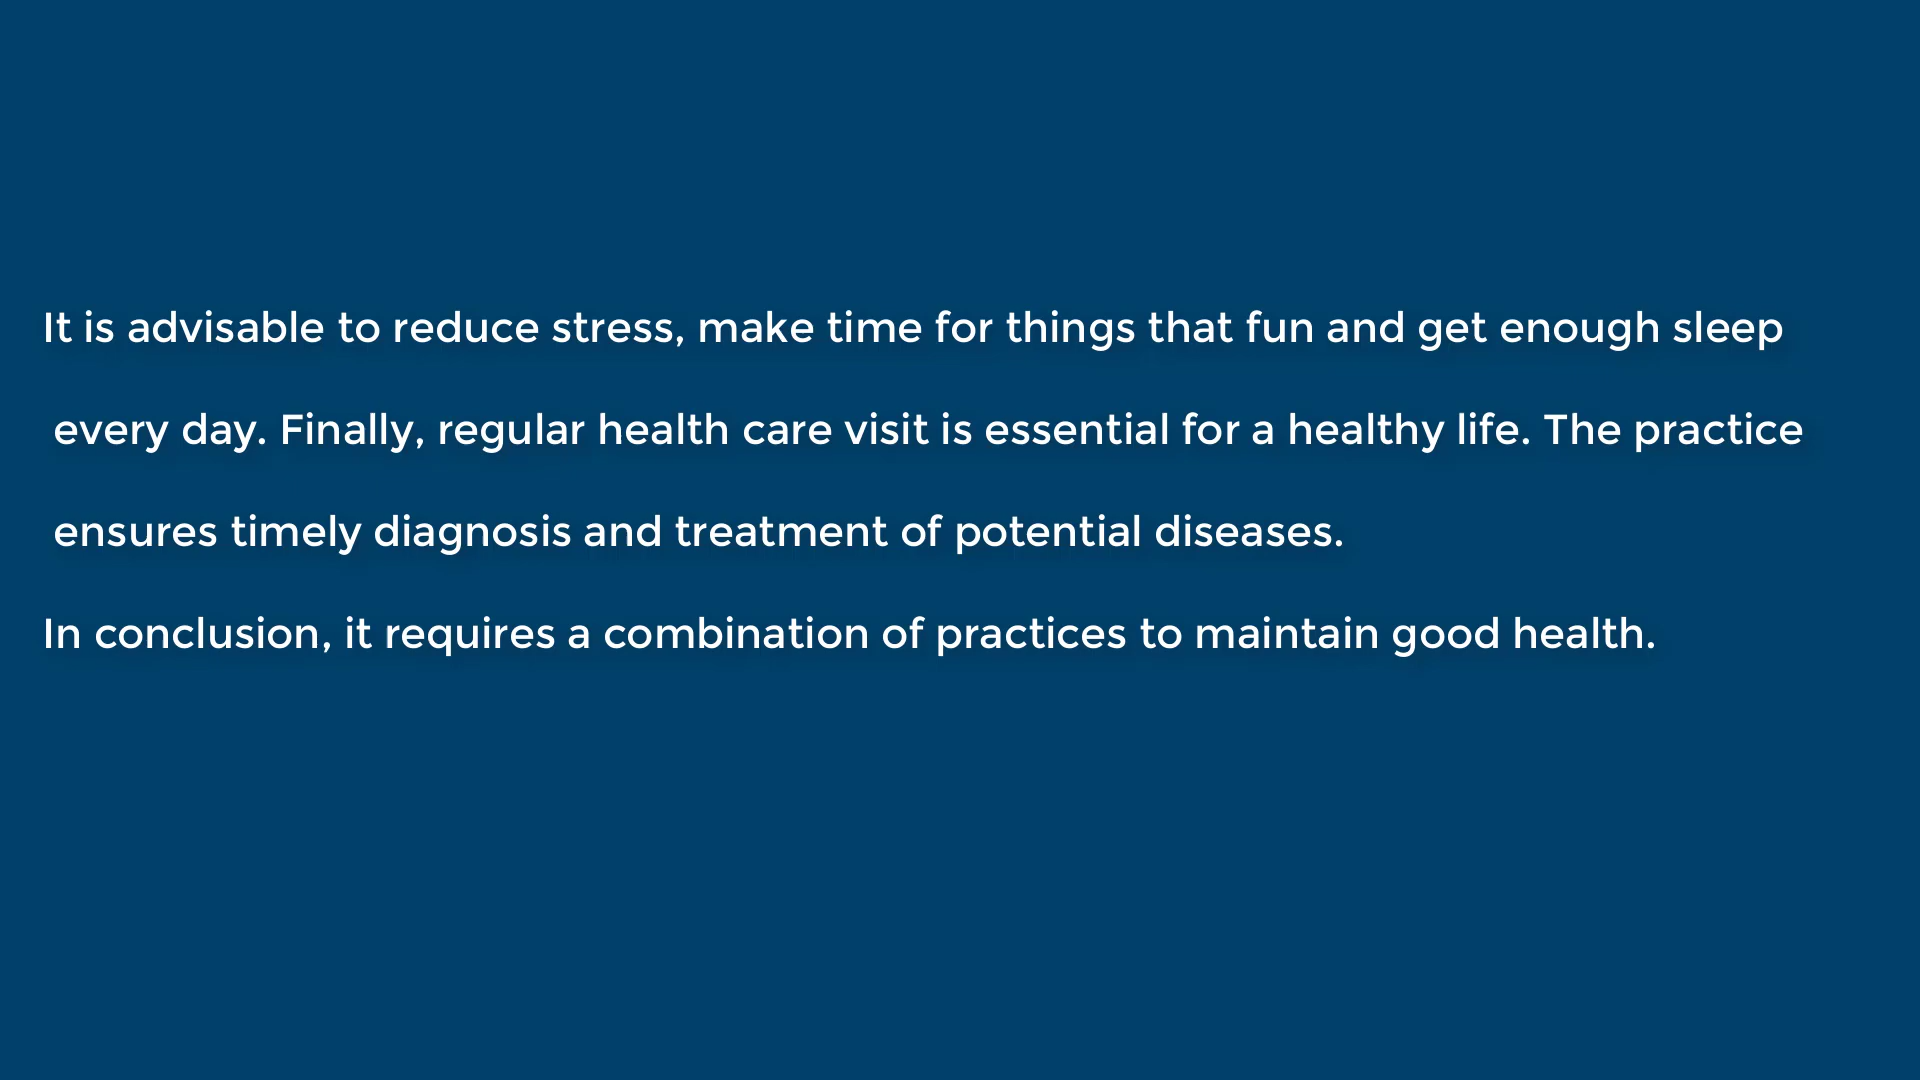 It is advisable to reduce stress, make time for things that fun and get enough sleep
every day. Finally, regular health care visit is essential for a healthy life. The practice
ensures timely diagnosis and treatment of potential diseases.
In conclusion, it requires a combination of practices to maintain good health.